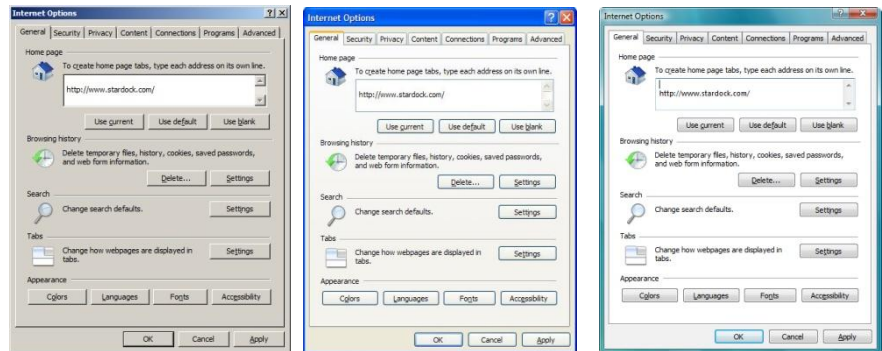 Internet Options
General Security Privacy Content Connections Programs Advanced
Home page
To create home page tabs, type each address on its own line.
http://www.stardock.com/
Use current Use default Use blank
Browsing history
Delete temporary files, history, cookies, saved passwords,
and web form information.
Delete... Settings
Search
Change search defaults. Settings
Tabs
Change how webpages are displayed in
tabs.
Settings
Appearance
Colors Languages Fonts Accessibility
OK Cancel Apply
Internet Options
General Security Privacy Content Connections Programs Advanced
Home page
To create home page tabs, type each address on its own line.
http://www.stardock.com/
Use current Use default Use blank
Browsing history
Delete temporary files, history, cookies, saved passwords,
and web form information.
Delete... Settings
Search
Change search defaults. Settings
Tabs
Change how webpages are displayed in
tabs.
Settings
Appearance
Colors Languages Fonts Accessibility
OK Cancel Apply
Internet Options
General Security Privacy Content Connections Programs Advanced
Home page
To create home page tabs, type each address on its own line.
http://www.stardock.com/
Use current Use default Use blank
Browsing history
Delete temporary files, history, cookies, saved passwords,
and web form information.
Delete... Settings
Search
Change search defaults. Settings
Tabs
Change how webpages are displayed in
tabs.
Settings
Appearance
Colors Languages Fonts Accessibility
OK Cancel Apply